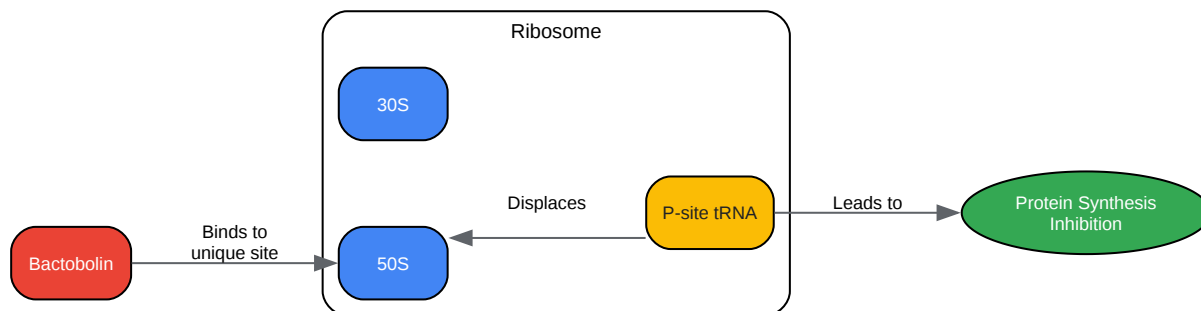 Ribosome
30S
Displaces
P-site tRNA
Leads to
Protein Synthesis
Inhibition
Binds to
unique site
Bactobolin
50S